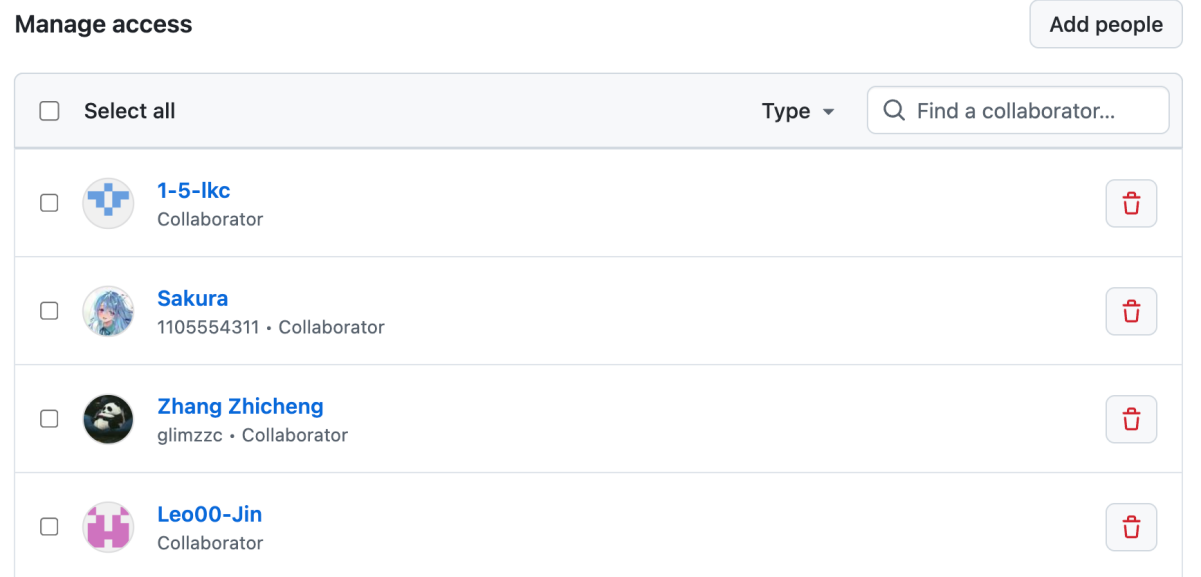 Manage access
Add people
Select all
Type
Find a collaborator...
1-5-lkc
Collaborator
Sakura
1105554311 • Collaborator
Zhang Zhicheng
glimzzc • Collaborator
Leo00-Jin
Collaborator